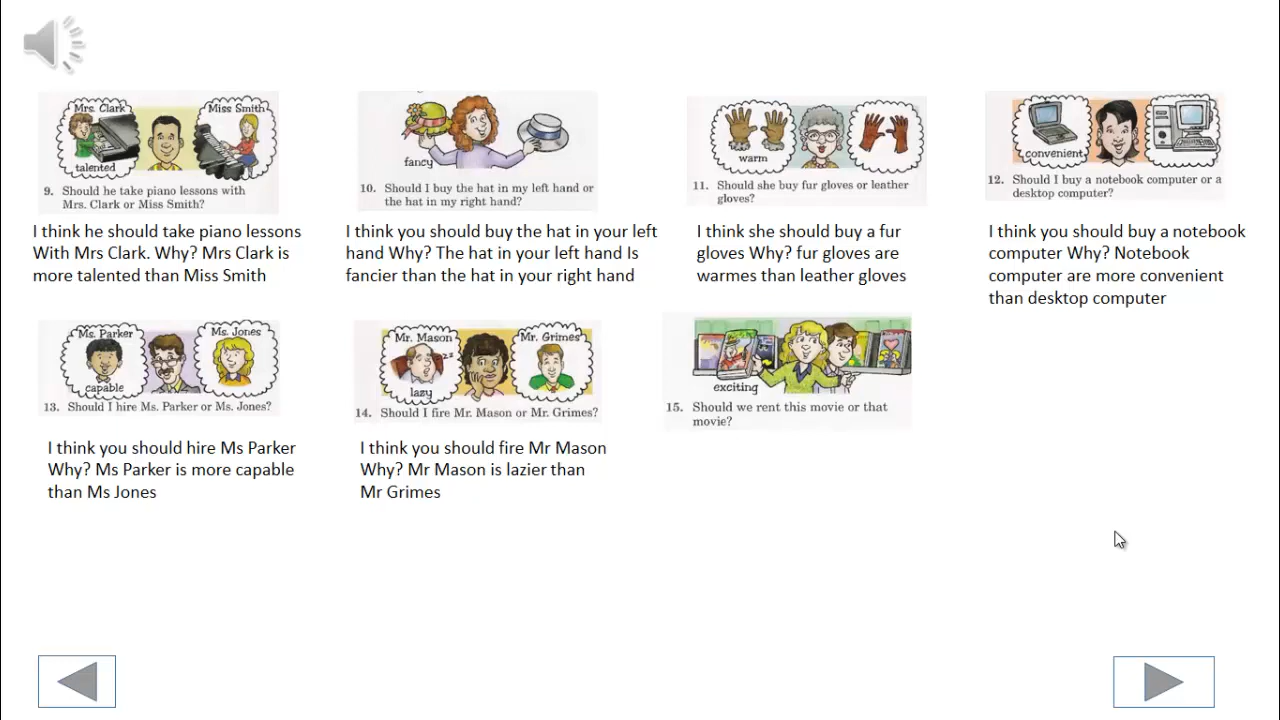 Mrs. Clark
Miss Smith
talented
9. Should he take piano lessons with
Mrs. Clark or Miss Smith?
I think he should take piano lessons
With Mrs Clark. Why? Mrs Clark is
more talented than Miss Smith
fancy
10. Should I buy the hat in my left hand or
the hat in my right hand?
I think you should buy the hat in your left
hand Why? The hat in your left hand Is
fancier than the hat in your right hand
warm
11. Should she buy fur gloves or leather
gloves?
I think she should buy a fur
gloves Why? fur gloves are
warmes than leather gloves
convenient
12. Should I buy a notebook computer or a
desktop computer?
I think you should buy a notebook
computer Why? Notebook
computer are more convenient
than desktop computer
Ms. Parker
Ms. Jones
capable
13. Should I hire Ms. Parker or Ms. Jones?
I think you should hire Ms Parker
Why? Ms Parker is more capable
than Ms Jones
Mr. Mason
zz
Mr. Grimes
lazy
14. Should I fire Mr. Mason or Mr. Grimes?
I think you should fire Mr Mason
Why? Mr Mason is lazier than
Mr Grimes
exciting
15. Should we rent this movie or that
movie?